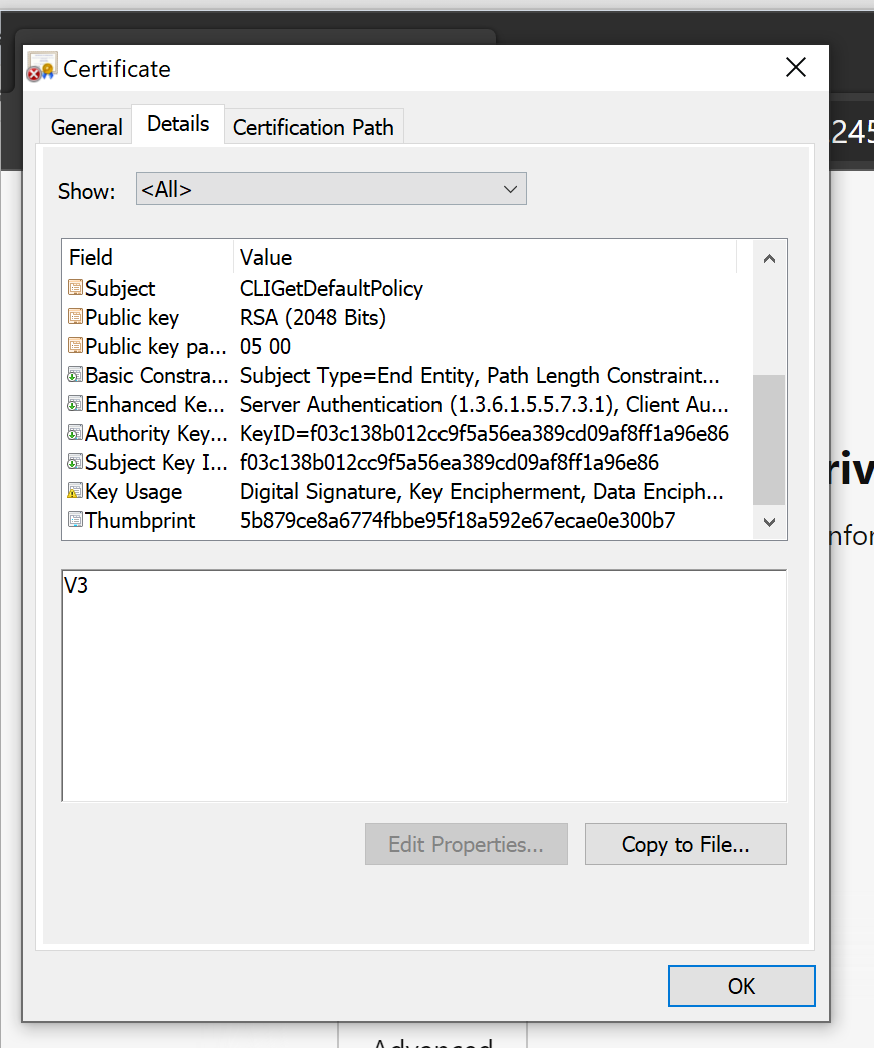 Certificate
245
General Details Certification Path
Show: <All>
Field Value
Subject CLIGetDefaultPolicy
Public key RSA (2048 Bits)
Public key pa... 05 00
Basic Constra... Subject Type=End Entity, Path Length Constraint...
Enhanced Ke... Server Authentication (1.3.6.1.5.5.7.3.1), Client Au...
Authority Key... KeyID=f03c138b012cc9f5a56ea389cd09af8ff1a96e86
Subject Key I... f03c138b012cc9f5a56ea389cd09af8ff1a96e86
Key Usage Digital Signature, Key Encipherment, Data Enciph...
Thumbprint 5b879ce8a6774fbbe95f18a592e67ecae0e300b7
riv
nfor
V3
Edit Properties... Copy to File...
OK
Advanced